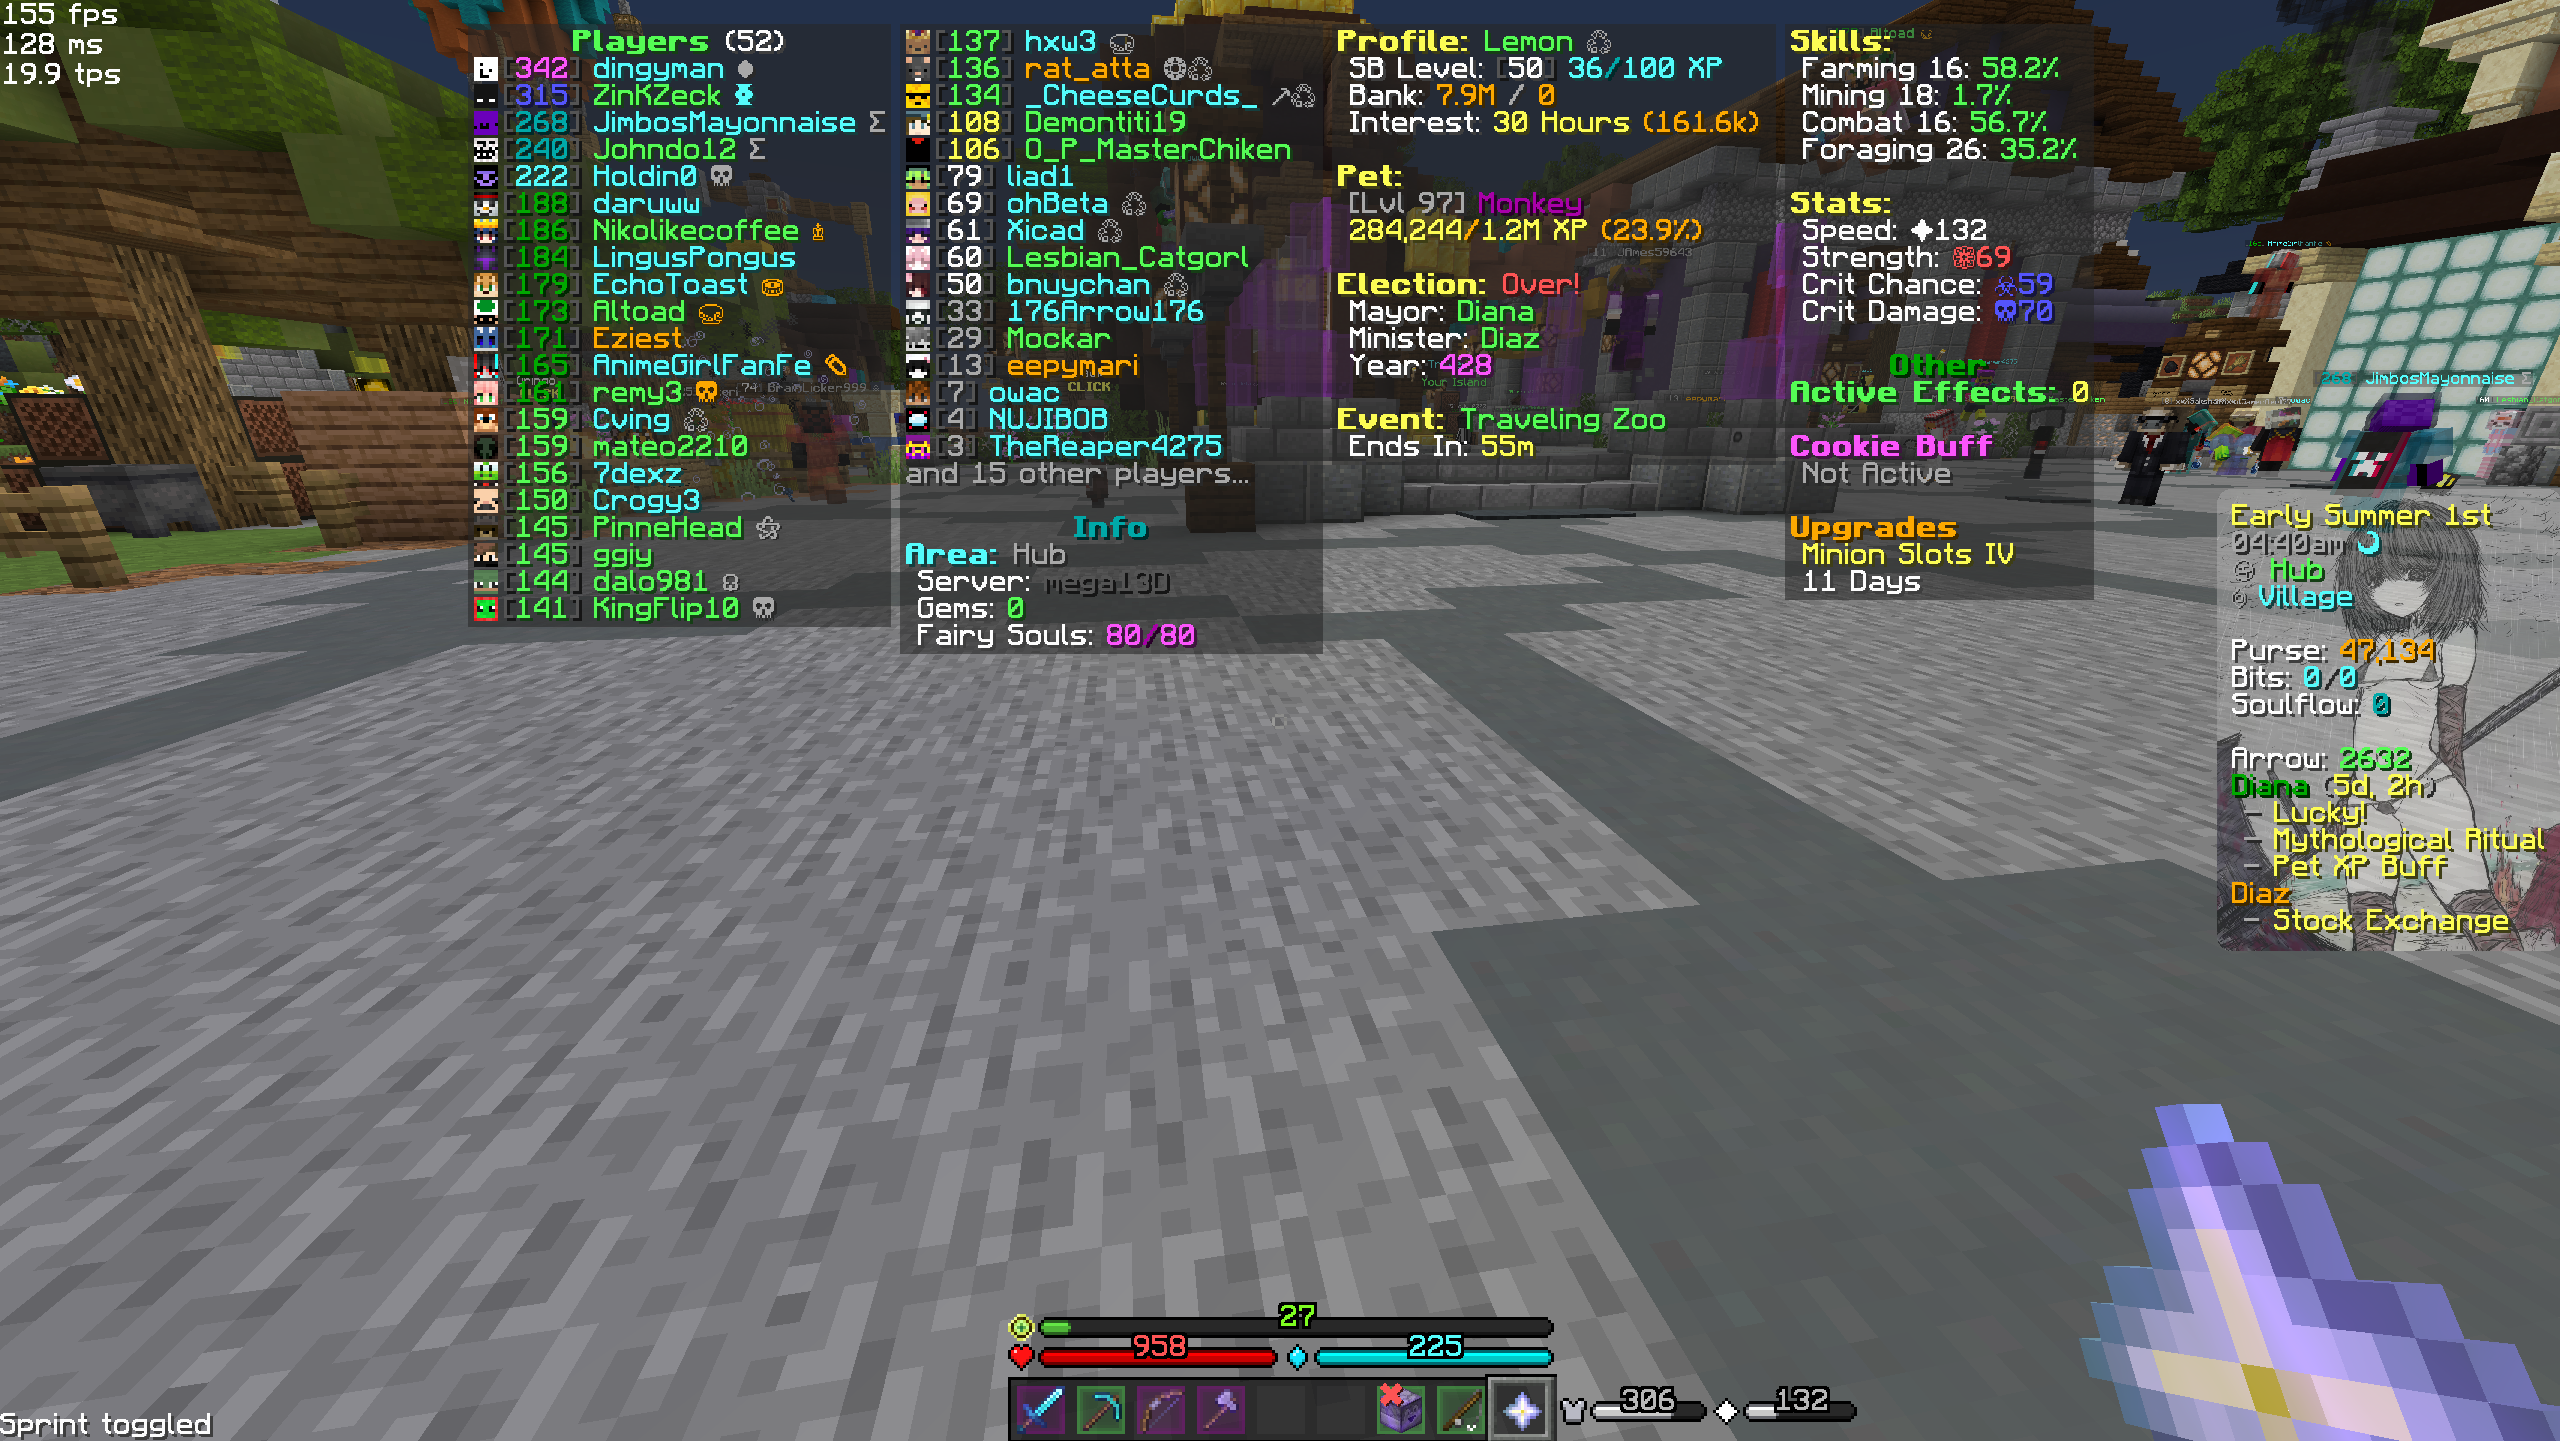 155 fps
128 ms
19.9 tps
Players (52)
[342] dingyman
[315] ZinKZeck
[268] JimbosMayonnaise Σ
[240] Johndo12 Σ
[222] Holdin0
[188] daruww
[186] Nikolikecoffee
[184] LingusPongus
[179] EchoToast
[173] Altoad
[171] Eziest
[165] AnimeGirlFanFe
[161] remy3
[159] Cving
[159] mateo2210
[156] 7dexz
[150] Crogy3
[145] PinneHead
[145] ggiy
[144] dalo981
[141] KingFlip10
[137] hxw3
[136] rat_atta
[134] _CheeseCurds_
[108] Demontiti19
[106] O_P_MasterChiken
[79] liad1
[69] ohBeta
[61] Xicad
[60] Lesbian_Catgorl
[50] bnuychan
[33] 176Arrow176
[29] Mockar
[13] eepymari
[7] owac
[4] NUJIBOB
[3] TheReaper4275
and 15 other players...
Info
Area: Hub
Server: mega13D
Gems: 0
Fairy Souls: 80/80
Profile: Lemon
SB Level: [50] 36/100 XP
Bank: 7.9M / 0
Interest: 30 Hours (161.6k)
Pet:
[Lvl 97] Monkey
284,244/1.2M XP (23.9%)
Election: Over!
Mayor: Diana
Minister: Diaz
Year: 428
Event: Traveling Zoo
Ends In: 55m
Skills:
Farming 16: 58.2%
Mining 18: 1.7%
Combat 16: 56.7%
Foraging 26: 35.2%
Stats:
Speed: 132
Strength: 69
Crit Chance: 59
Crit Damage: 70
Other
Active Effects: 0
Cookie Buff
Not Active
Upgrades
Minion Slots IV
11 Days
Altoad
CLICK
Your Island
268 JimbosMayonnaise Σ
Early Summer 1st
04:40am
Hub
Village
Purse: 47,134
Bits: 0/0
Soulflow: 0
Arrow: 2632
Diana (5d, 2h)
- Lucky!
- Mythological Ritual
- Pet XP Buff
Diaz
- Stock Exchange
27
958
225
306
132
Sprint toggled